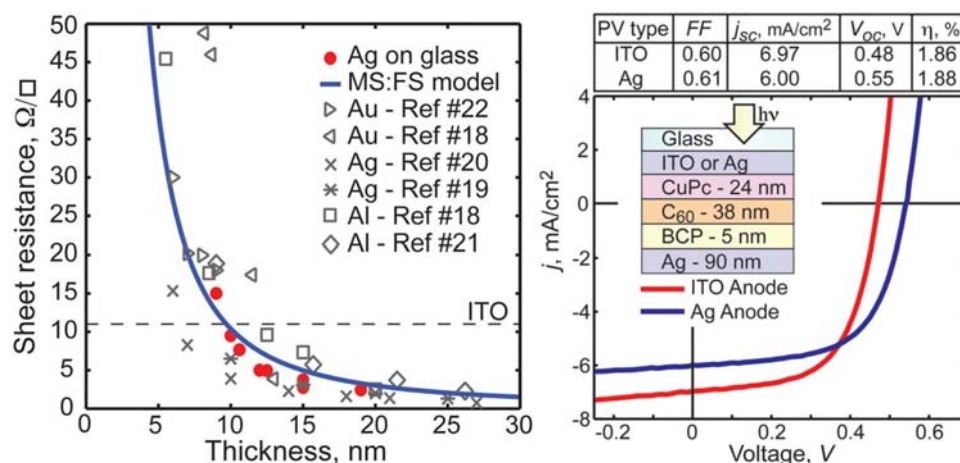 50
45
40
35
30
25
20
15
10
5
0
Sheet resistance, Ω/□
Ag on glass
MS:FS model
Au - Ref #22
Au - Ref #18
Ag - Ref #20
Ag - Ref #19
Al - Ref #18
Al - Ref #21
ITO
0 5 10 15 20 25 30
Thickness, nm
PV type FF jsc, mA/cm² Voc, V η, %
ITO 0.60 6.97 0.48 1.86
Ag 0.61 6.00 0.55 1.88
4
2
0
-2
-4
-6
-8
j, mA/cm²
hν
Glass
ITO or Ag
CuPc - 24 nm
C60 - 38 nm
BCP - 5 nm
Ag - 90 nm
ITO Anode
Ag Anode
-0.2 0 0.2 0.4 0.6
Voltage, V